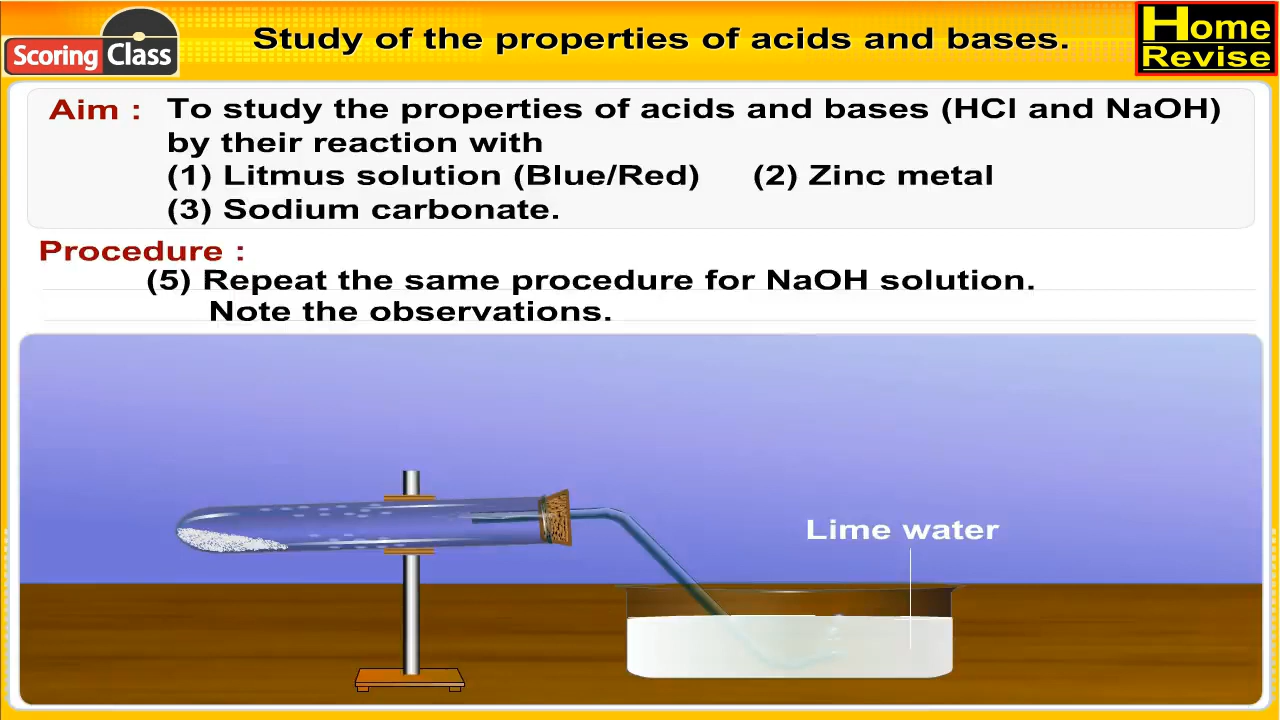 Scoring Class
Study of the properties of acids and bases.
Home
Revise
Aim : To study the properties of acids and bases (HCl and NaOH)
by their reaction with
(1) Litmus solution (Blue/Red) (2) Zinc metal
(3) Sodium carbonate.
Procedure :
(5) Repeat the same procedure for NaOH solution.
Note the observations.
Lime water